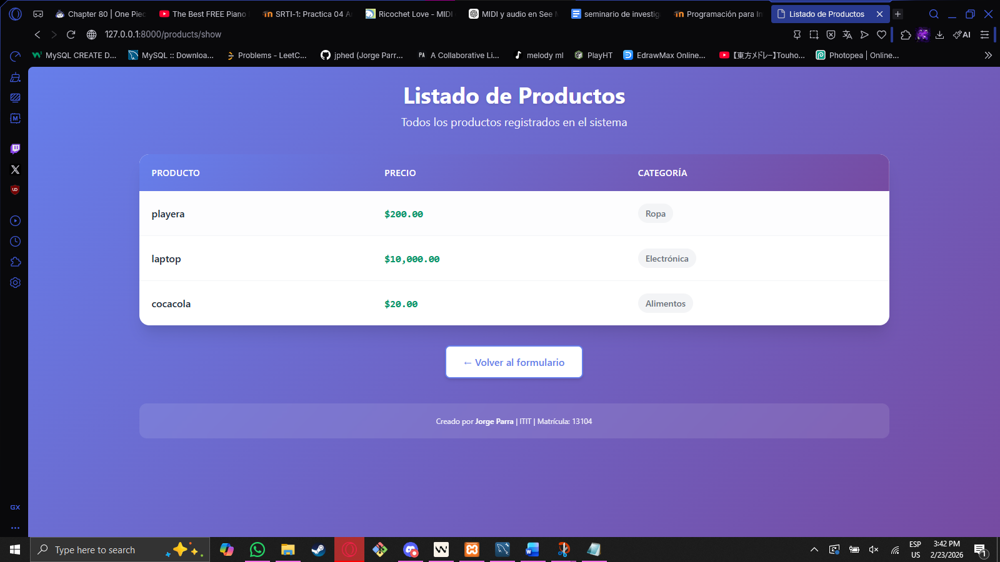 Chapter 80 | One Piec
The Best FREE Piano
SRTI-1: Practica 04 A
Ricochet Love - MIDI
MIDI y audio en See M
seminario de investig
Programación para In
Listado de Productos
127.0.0.1:8000/products/show
AI
MySQL CREATE D...
MySQL :: Downloa...
Problems - LeetC...
jphed (Jorge Parr...
PA A Collaborative Li...
melody ml
PlayHT
EdrawMax Online...
【東方メドレー】Touho...
Photopea | Online...
Listado de Productos
Todos los productos registrados en el sistema
PRODUCTO PRECIO CATEGORÍA
playera $200.00 Ropa
laptop $10,000.00 Electrónica
cocacola $20.00 Alimentos
← Volver al formulario
Creado por Jorge Parra | ITIT | Matrícula: 13104
GX
Type here to search
ESP
US
3:42 PM
2/23/2026
1